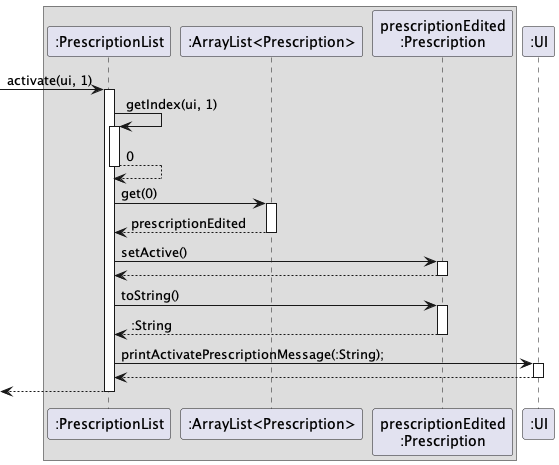 prescriptionEdited
:PrescriptionList
:ArrayList<Prescription>
:Prescription
:UI
activate(ui, 1)
getIndex(ui, 1)
0
get(0)
prescriptionEdited
setActive()
toString()
:String
printActivatePrescriptionMessage(:String);
:PrescriptionList
:ArrayList<Prescription>
prescriptionEdited
:Prescription
:UI